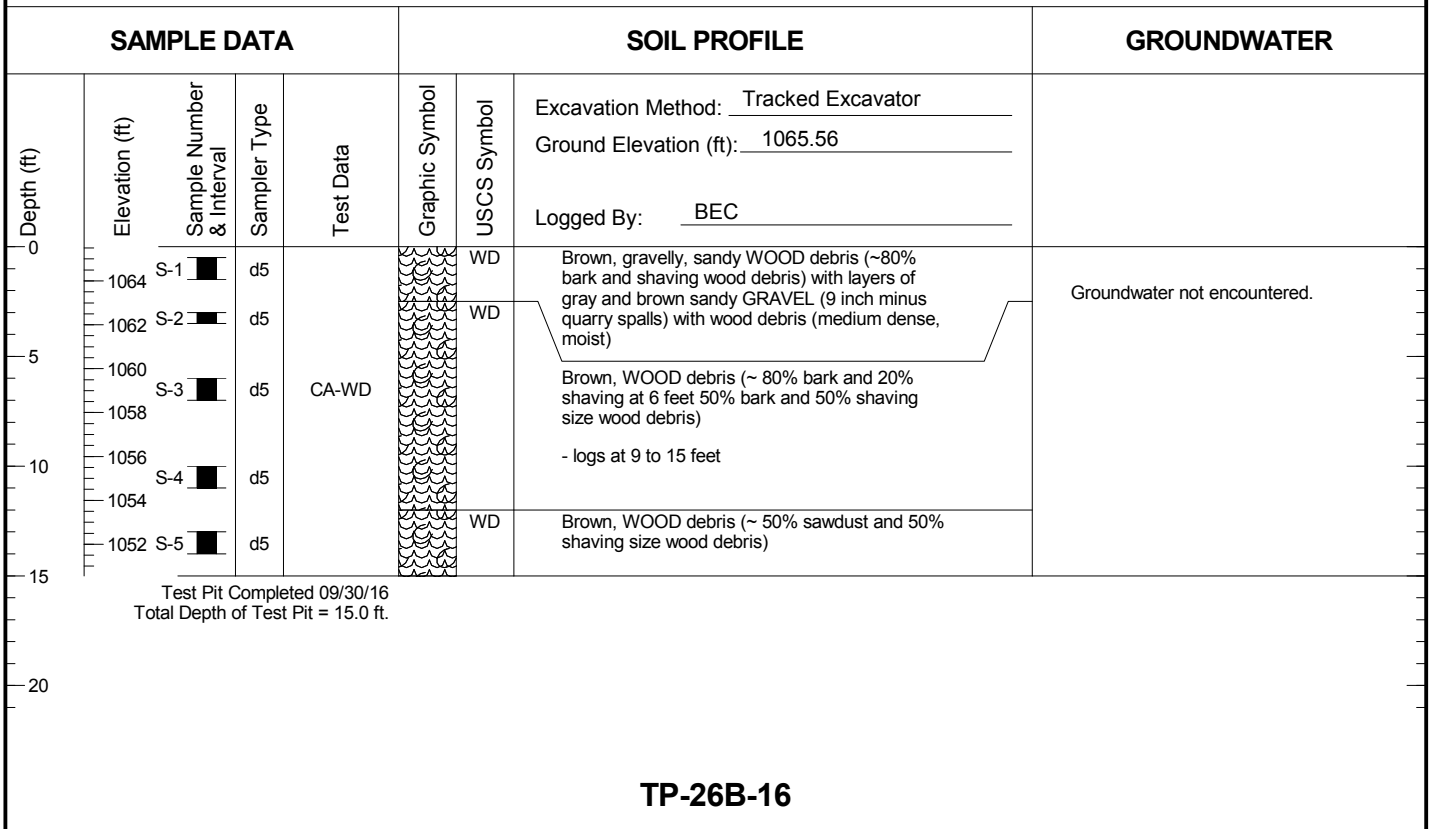 SAMPLE DATA
SOIL PROFILE
GROUNDWATER
Depth (ft)
Elevation (ft)
Sample Number
& Interval
Sampler Type
Test Data
Graphic Symbol
USCS Symbol
Excavation Method: Tracked Excavator
Ground Elevation (ft): 1065.56
Logged By: BEC
0
5
10
15
20
1064
1062
1060
1058
1056
1054
1052
S-1
S-2
S-3
S-4
S-5
d5
d5
d5
d5
d5
CA-WD
WD
WD
WD
Brown, gravelly, sandy WOOD debris (~80%
bark and shaving wood debris) with layers of
gray and brown sandy GRAVEL (9 inch minus
quarry spalls) with wood debris (medium dense,
moist)
Brown, WOOD debris (~ 80% bark and 20%
shaving at 6 feet 50% bark and 50% shaving
size wood debris)
- logs at 9 to 15 feet
Brown, WOOD debris (~ 50% sawdust and 50%
shaving size wood debris)
Groundwater not encountered.
Test Pit Completed 09/30/16
Total Depth of Test Pit = 15.0 ft.
TP-26B-16